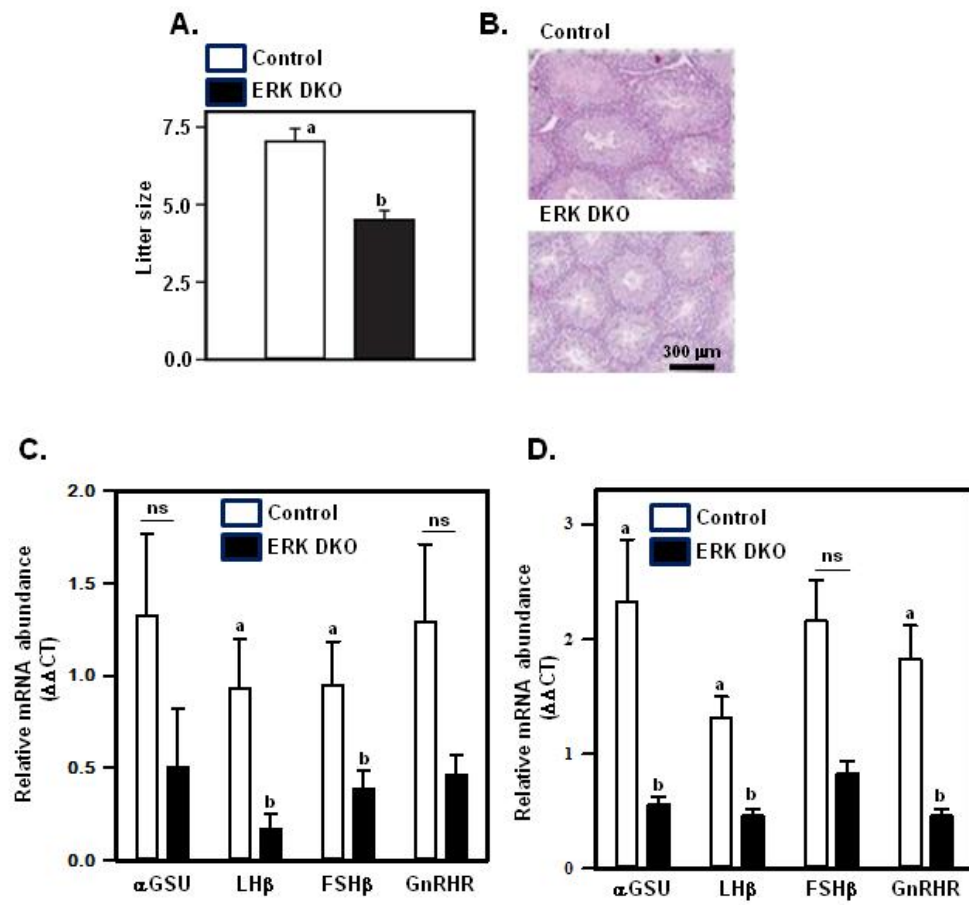 A.
Control
ERK DKO
7.5
5.0
2.5
0.0
Litter size
a
b
B.
Control
ERK DKO
300 µm
C.
2.0
1.5
1.0
0.5
0.0
Relative mRNA abundance
(ΔΔCT)
Control
ERK DKO
ns
a
b
a
b
ns
αGSU LHβ FSHβ GnRHR
D.
3
2
1
0
Relative mRNA abundance
(ΔΔCT)
Control
ERK DKO
a
b
a
b
ns
a
b
αGSU LHβ FSHβ GnRHR